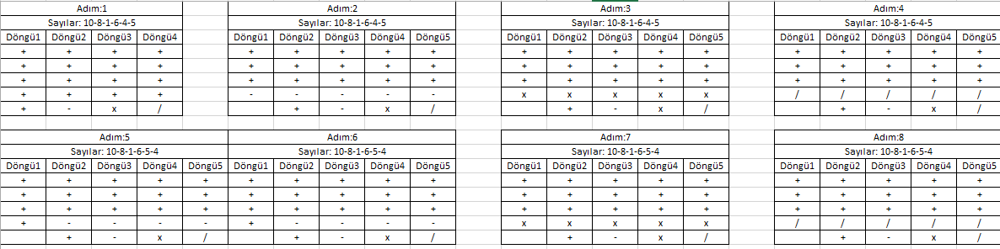 Adım:1 Adım:2 Adım:3 Adım:4
Sayılar: 10-8-1-6-4-5 Sayılar: 10-8-1-6-4-5 Sayılar: 10-8-1-6-4-5 Sayılar: 10-8-1-6-4-5
Döngü1 Döngü2 Döngü3 Döngü4 Döngü1 Döngü2 Döngü3 Döngü4 Döngü5 Döngü1 Döngü2 Döngü3 Döngü4 Döngü5 Döngü1 Döngü2 Döngü3 Döngü4 Döngü5
+ + + + + + + + + + + + + + + + + + +
+ + + + + + + + + + + + + + + + + + +
+ + + + + + + + + + + + + + + + + + +
+ + + + - - - - - x x x x x / / / / /
+ - x / + - x / + - x / + - x /
Adım:5 Adım:6 Adım:7 Adım:8
Sayılar: 10-8-1-6-5-4 Sayılar: 10-8-1-6-5-4 Sayılar: 10-8-1-6-5-4 Sayılar: 10-8-1-6-5-4
Döngü1 Döngü2 Döngü3 Döngü4 Döngü5 Döngü1 Döngü2 Döngü3 Döngü4 Döngü5 Döngü1 Döngü2 Döngü3 Döngü4 Döngü5 Döngü1 Döngü2 Döngü3 Döngü4 Döngü5
+ + + + + + + + + + + + + + + + + + + +
+ + + + + + + + + + + + + + + + + + + +
+ + + + + + + + + + + + + + + + + + + +
+ - - - - + - - - - x x x x x / / / / /
+ - x / + - x / + - x / + - x /